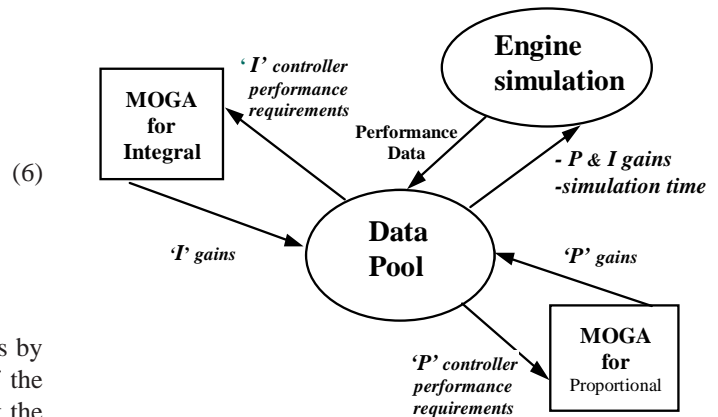 (6)
s by
f the
t the
Engine
simulation
‘I’ controller
performance
requirements
MOGA
for
Integral
Performance
Data
- P & I gains
-simulation time
Data
Pool
‘I’ gains
‘P’ gains
MOGA
for
Proportional
‘P’ controller
performance
requirements